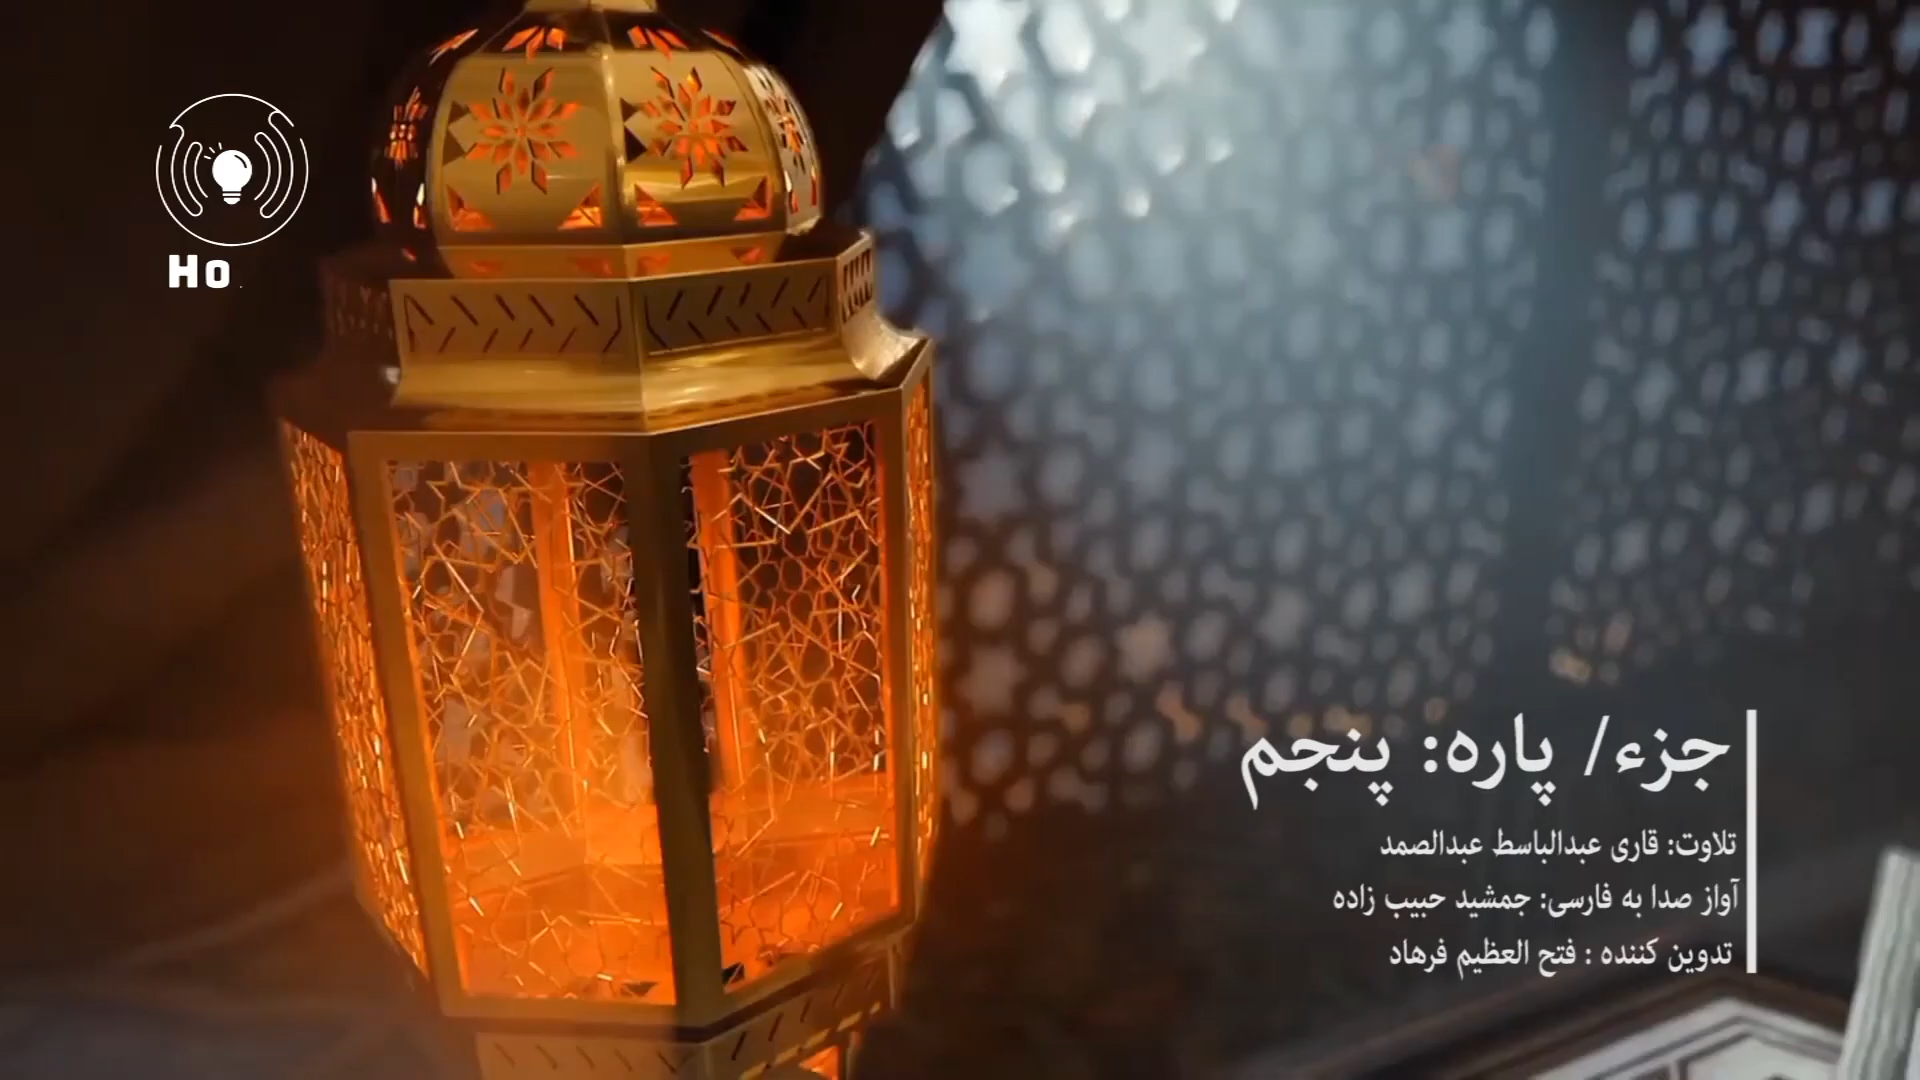 Ho
جزء/ پاره: پنجم
تلاوت: قاری عبدالباسط عبدالصمد
آواز صدا به فارسی: جمشید حبیب زاده
تدوین کننده : فتح العظیم فرهاد